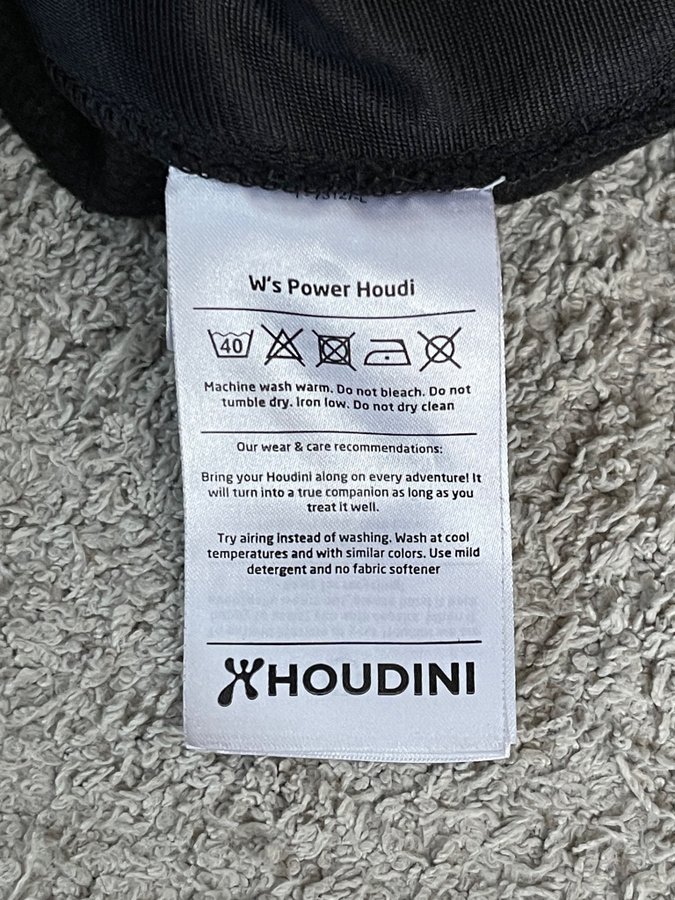 W's Power Houdi
40
Machine wash warm. Do not bleach. Do not
tumble dry. Iron low. Do not dry clean
Our wear & care recommendations:
Bring your Houdini along on every adventure! It
will turn into a true companion as long as you
treat it well.
Try airing instead of washing. Wash at cool
temperatures and with similar colors. Use mild
detergent and no fabric softener
HOUDINI